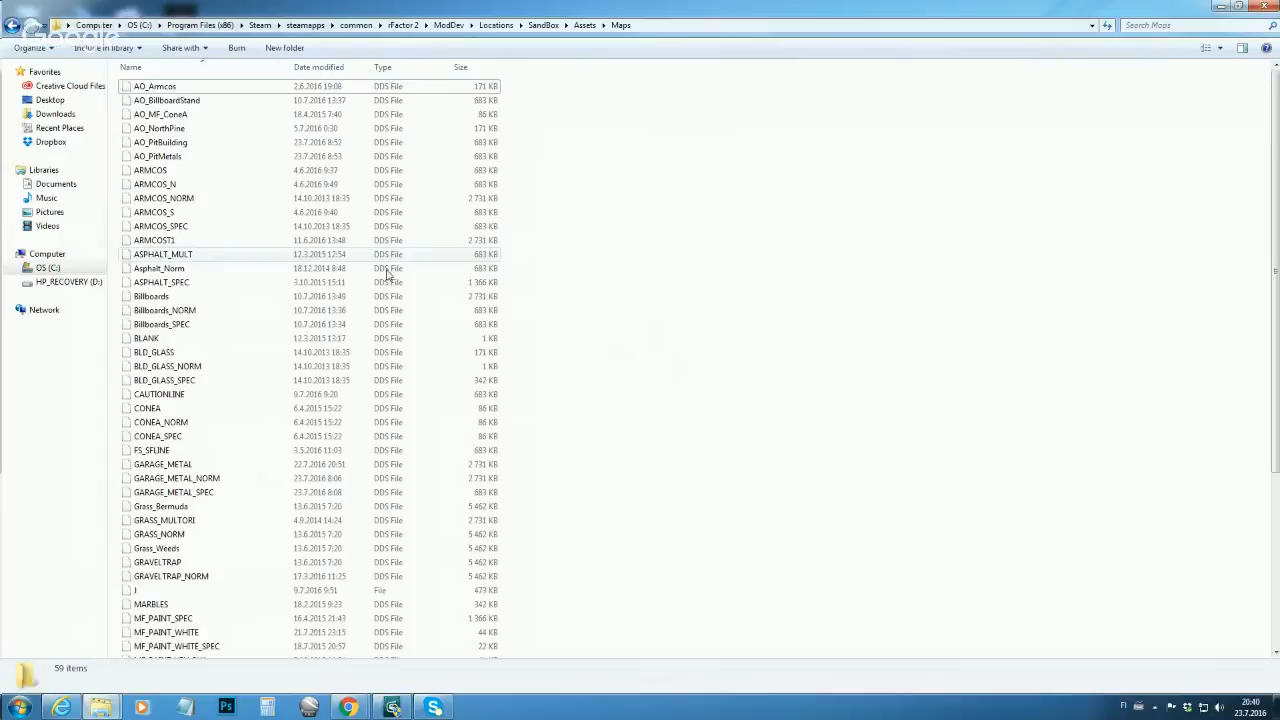 Computer ▸ OS (C:) ▸ Program Files (x86) ▸ Steam ▸ steamapps ▸ common ▸ rFactor 2 ▸ ModDev ▸ Locations ▸ SandBox ▸ Assets ▸ Maps
Search Maps
Google
Organize Include in library Share with Burn New folder
Name Date modified Type Size
Favorites
Creative Cloud Files
Desktop
Downloads
Recent Places
Dropbox
Libraries
Documents
Music
Pictures
Videos
Computer
OS (C:)
HP_RECOVERY (D:)
Network
AO_Armcos 2.6.2016 19:08 DDS File 171 KB
AO_BillboardStand 10.7.2016 13:37 DDS File 683 KB
AO_MF_ConeA 18.4.2015 7:40 DDS File 86 KB
AO_NorthPine 5.7.2016 0:30 DDS File 171 KB
AO_PitBuilding 23.7.2016 8:52 DDS File 683 KB
AO_PitMetals 23.7.2016 8:53 DDS File 683 KB
ARMCOS 4.6.2016 9:37 DDS File 683 KB
ARMCOS_N 4.6.2016 9:49 DDS File 683 KB
ARMCOS_NORM 14.10.2013 18:35 DDS File 2 731 KB
ARMCOS_S 4.6.2016 9:40 DDS File 683 KB
ARMCOS_SPEC 14.10.2013 18:35 DDS File 683 KB
ARMCOST1 11.6.2016 13:48 DDS File 2 731 KB
ASPHALT_MULT 12.3.2015 12:54 DDS File 683 KB
Asphalt_Norm 18.12.2014 8:48 DDS File 683 KB
ASPHALT_SPEC 3.10.2015 15:11 DDS File 1 366 KB
Billboards 10.7.2016 13:49 DDS File 2 731 KB
Billboards_NORM 10.7.2016 13:36 DDS File 683 KB
Billboards_SPEC 10.7.2016 13:34 DDS File 683 KB
BLANK 12.3.2015 13:17 DDS File 1 KB
BLD_GLASS 14.10.2013 18:35 DDS File 171 KB
BLD_GLASS_NORM 14.10.2013 18:35 DDS File 1 KB
BLD_GLASS_SPEC 14.10.2013 18:35 DDS File 342 KB
CAUTIONLINE 9.7.2016 9:20 DDS File 683 KB
CONEA 6.4.2015 15:22 DDS File 86 KB
CONEA_NORM 6.4.2015 15:22 DDS File 86 KB
CONEA_SPEC 6.4.2015 15:22 DDS File 86 KB
FS_SFLINE 3.5.2016 11:03 DDS File 683 KB
GARAGE_METAL 22.7.2016 20:51 DDS File 2 731 KB
GARAGE_METAL_NORM 23.7.2016 8:06 DDS File 2 731 KB
GARAGE_METAL_SPEC 23.7.2016 8:08 DDS File 683 KB
Grass_Bermuda 13.6.2015 7:20 DDS File 5 462 KB
GRASS_MULTORI 4.9.2014 14:24 DDS File 2 731 KB
GRASS_NORM 13.6.2015 7:20 DDS File 5 462 KB
Grass_Weeds 13.6.2015 7:20 DDS File 5 462 KB
GRAVELTRAP 13.6.2015 7:20 DDS File 5 462 KB
GRAVELTRAP_NORM 17.3.2016 11:25 DDS File 5 462 KB
J 9.7.2016 9:51 File 473 KB
MARBLES 18.2.2015 9:23 DDS File 342 KB
MF_PAINT_SPEC 16.4.2015 21:43 DDS File 1 366 KB
MF_PAINT_WHITE 21.7.2015 23:15 DDS File 44 KB
MF_PAINT_WHITE_SPEC 18.7.2015 20:57 DDS File 22 KB
59 items
Ps
FI
20:40
23.7.2016